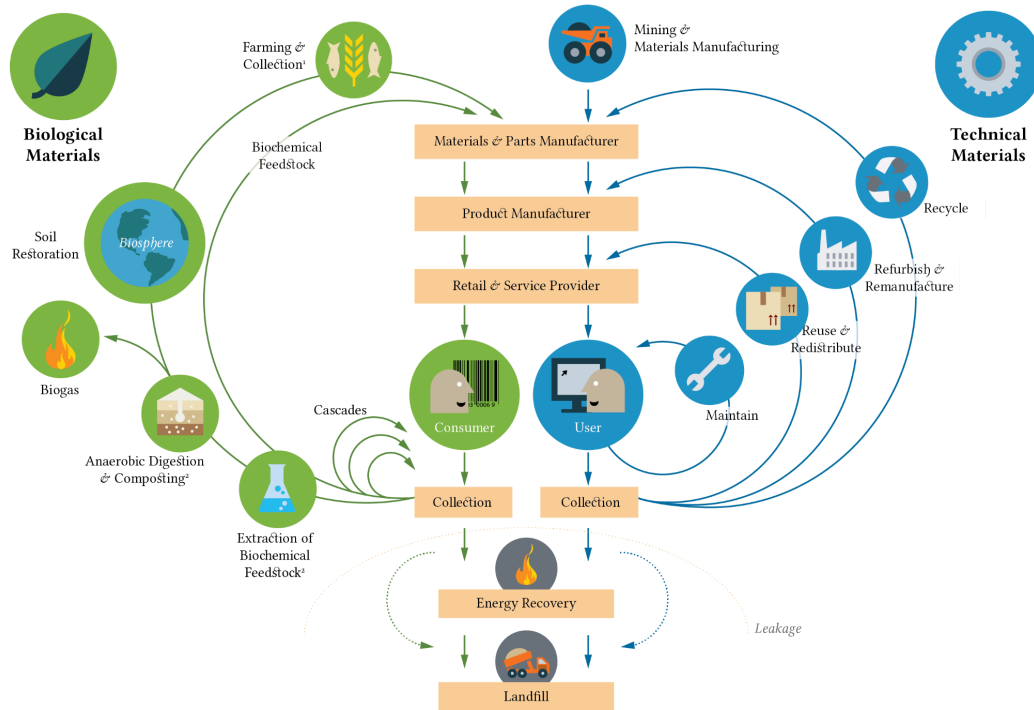 Biological
Materials
Farming &
Collection¹
Mining &
Materials Manufacturing
Technical
Materials
Biochemical
Feedstock
Materials & Parts Manufacturer
Recycle
Soil
Restoration
Biosphere
Product Manufacturer
Refurbish &
Remanufacture
Retail & Service Provider
Reuse &
Redistribute
Biogas
Cascades
Consumer
User
Maintain
Anaerobic Digestion
& Composting²
Collection
Collection
Extraction of
Biochemical
Feedstock²
Energy Recovery
Leakage
Landfill